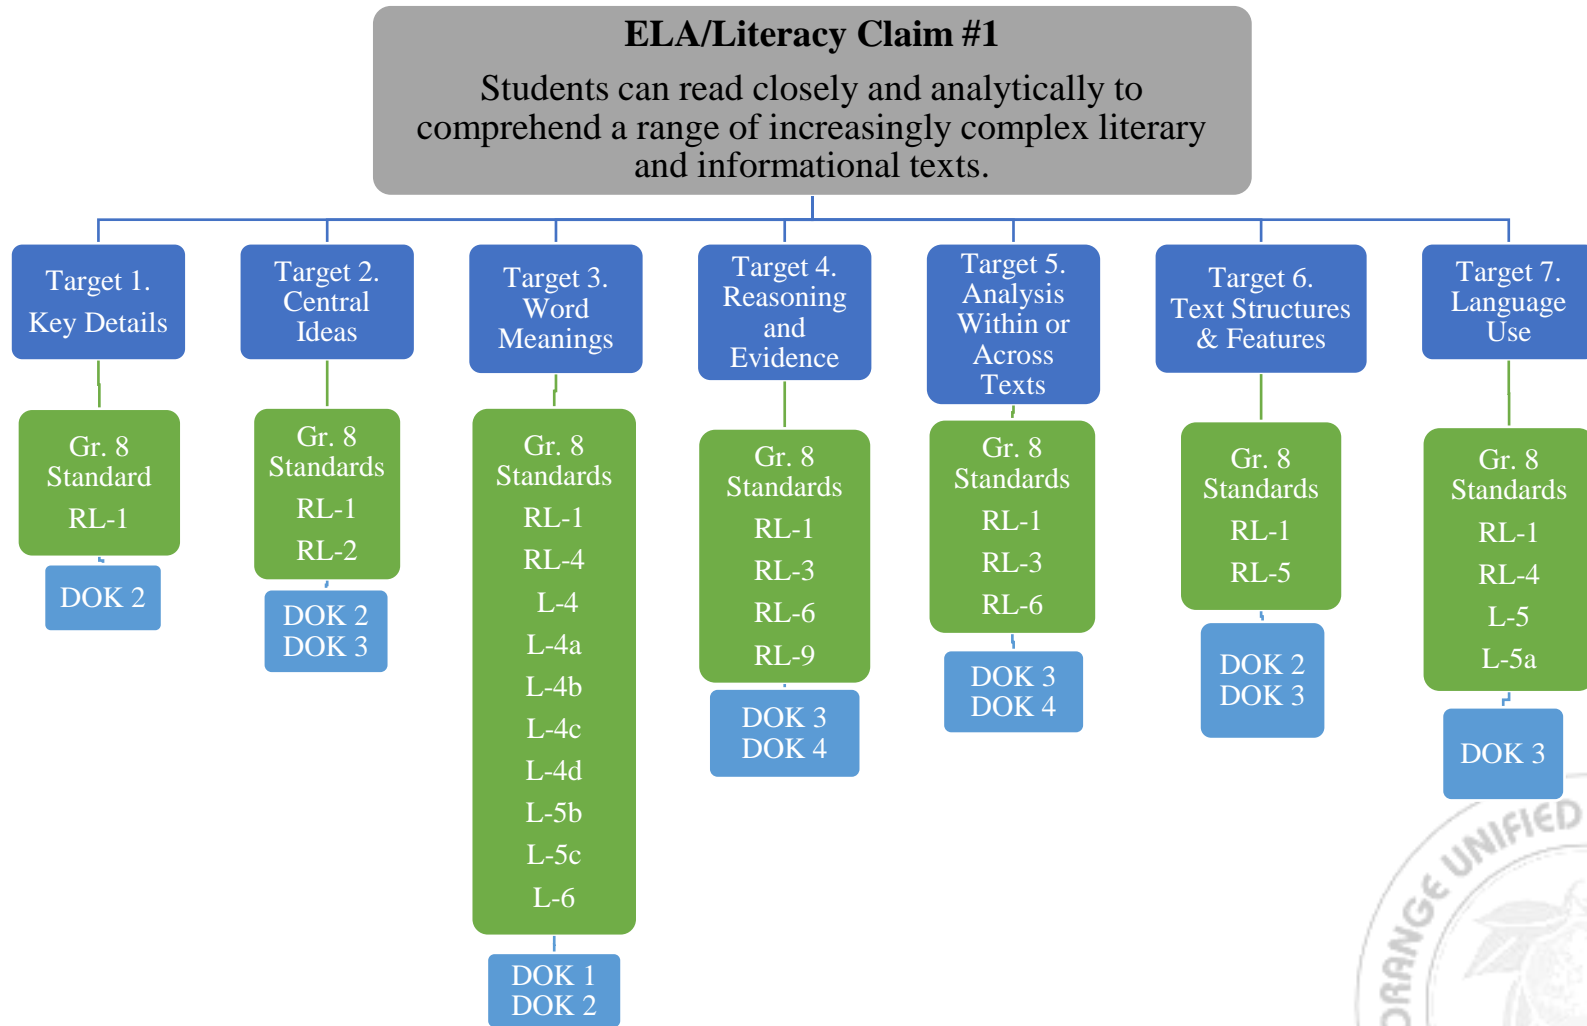 ELA/Literacy Claim #1
Students can read closely and analytically to
comprehend a range of increasingly complex literary
and informational texts.
Target 1.
Key Details
Gr. 8
Standard
RL-1
DOK 2
Target 2.
Central
Ideas
Gr. 8
Standards
RL-1
RL-2
DOK 2
DOK 3
Target 3.
Word
Meanings
Gr. 8
Standards
RL-1
RL-4
L-4
L-4a
L-4b
L-4c
L-4d
L-5b
L-5c
L-6
DOK 1
DOK 2
Target 4.
Reasoning
and
Evidence
Gr. 8
Standards
RL-1
RL-3
RL-6
RL-9
DOK 3
DOK 4
Target 5.
Analysis
Within or
Across
Texts
Gr. 8
Standards
RL-1
RL-3
RL-6
DOK 3
DOK 4
Target 6.
Text Structures
& Features
Gr. 8
Standards
RL-1
RL-5
DOK 2
DOK 3
Target 7.
Language
Use
Gr. 8
Standards
RL-1
RL-4
L-5
L-5a
DOK 3
ORANGE UNIFIED